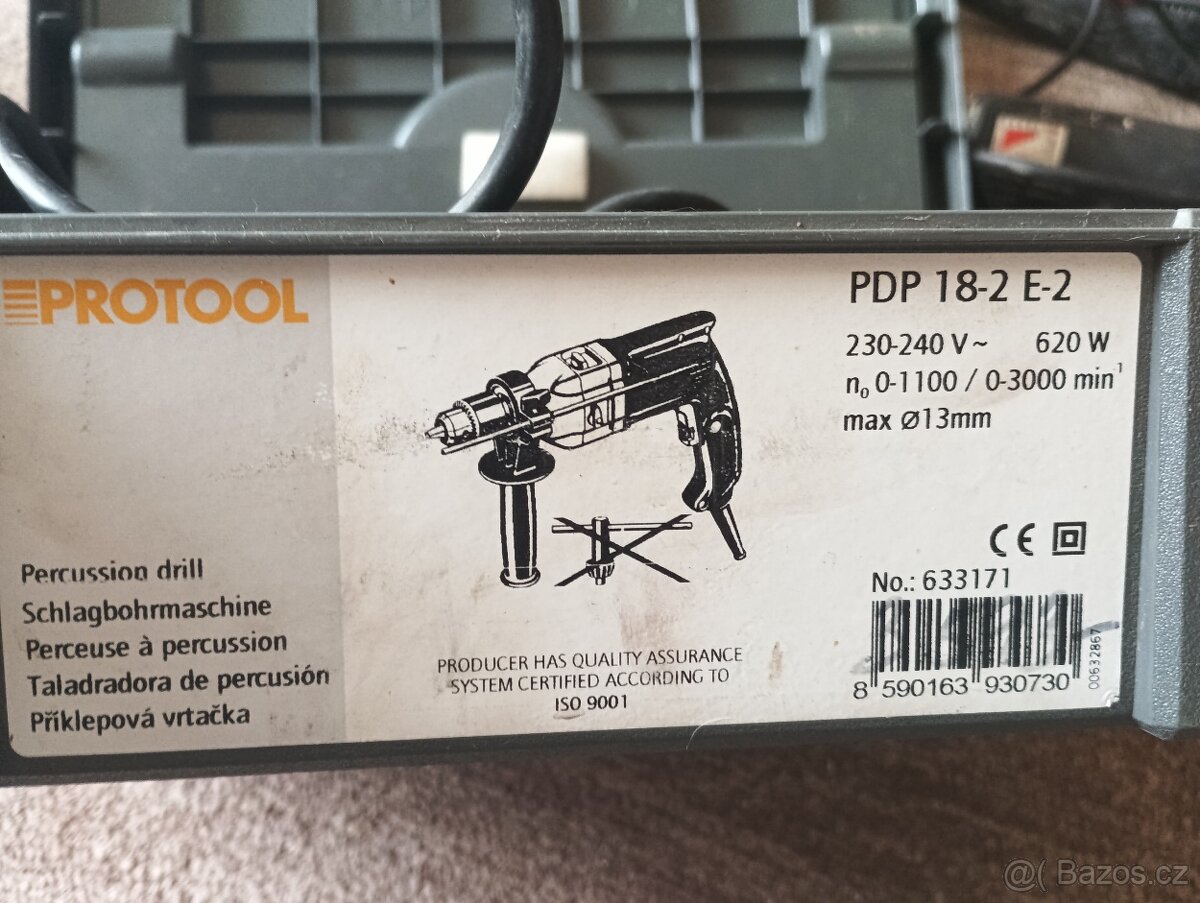 PROTOOL
PDP 18-2 E-2
230-240 V~ 620 W
n₀ 0-1100 / 0-3000 min⁻¹
max Ø13mm
CE
No.: 633171
8 590163 930730
00632867
Percussion drill
Schlagbohrmaschine
Perceuse à percussion
Taladradora de percusión
Příklepová vrtačka
PRODUCER HAS QUALITY ASSURANCE
SYSTEM CERTIFIED ACCORDING TO
ISO 9001
@( Bazos.cz